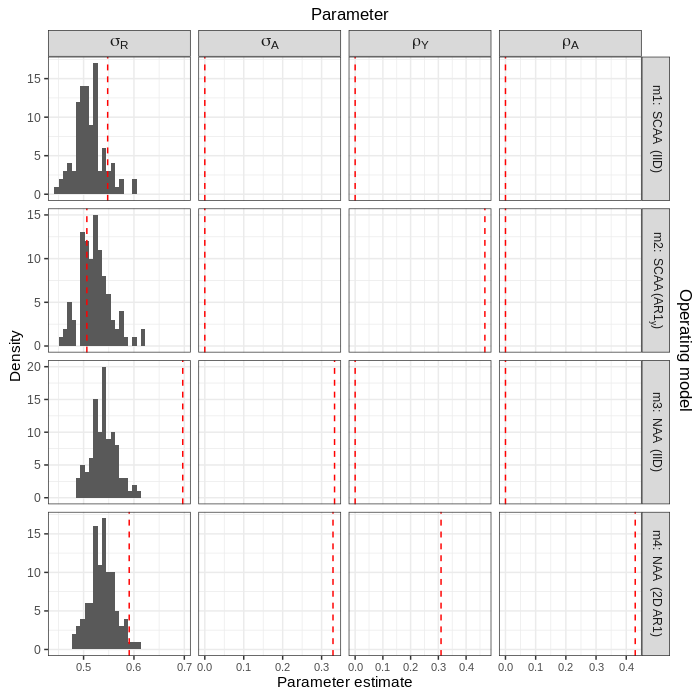 Parameter
σR σA ρY ρA
15
10
5
0
m1: SCAA (IID)
15
10
5
0
m2: SCAA (AR1y)
20
15
10
5
0
m3: NAA (IID)
15
10
5
0
m4: NAA (2D AR1)
Density
Operating model
0.5 0.6 0.7 0.0 0.1 0.2 0.3 0.0 0.1 0.2 0.3 0.4 0.0 0.1 0.2 0.3 0.4
Parameter estimate